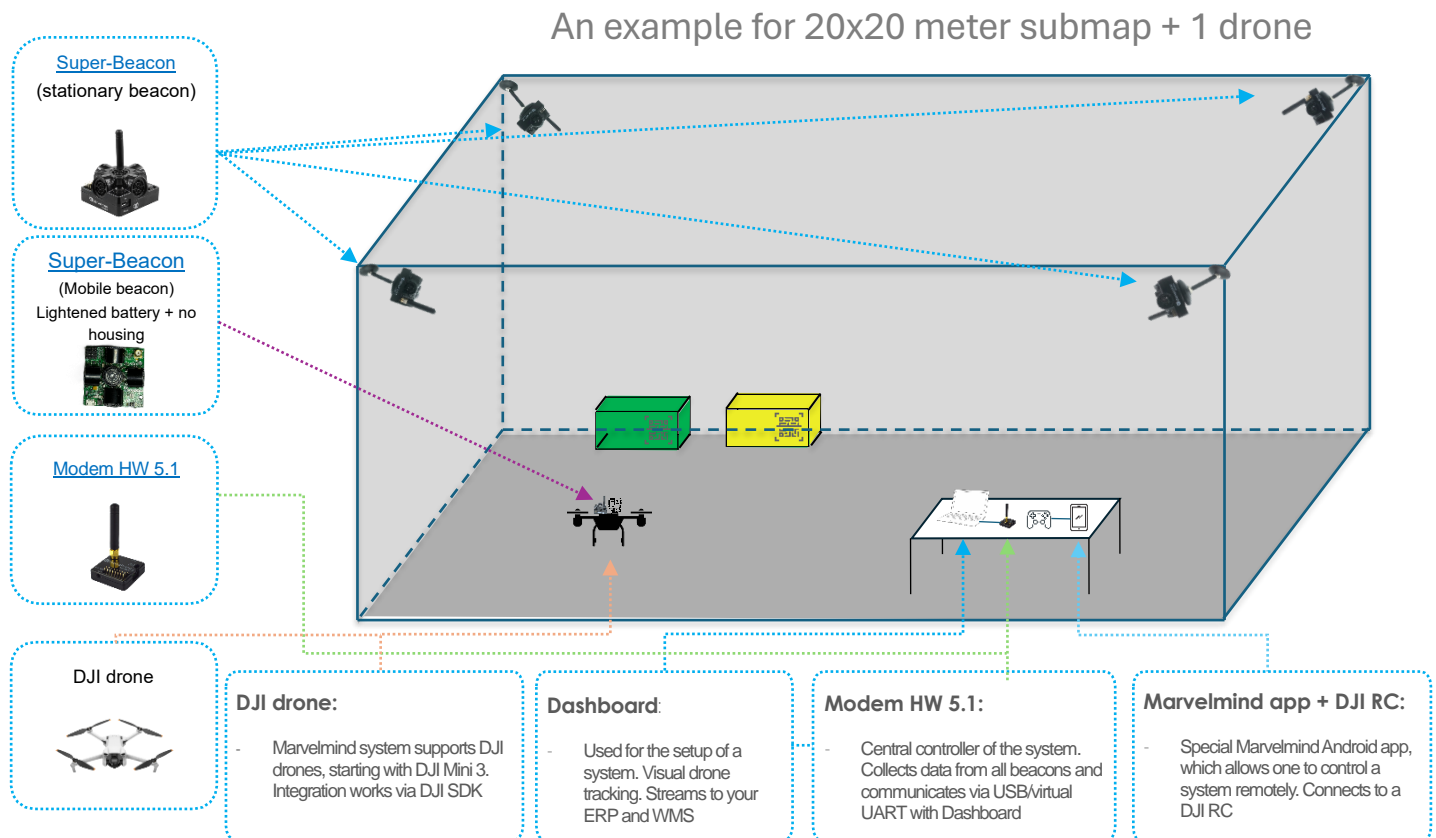 An example for 20x20 meter submap + 1 drone
Super-Beacon
(stationary beacon)
Super-Beacon
(Mobile beacon)
Lightened battery + no
housing
Modem HW 5.1
DJI drone
DJI drone:
- Marvelmind system supports DJI
drones, starting with DJI Mini 3.
Integration works via DJI SDK
Dashboard:
- Used for the setup of a
system. Visual drone
tracking. Streams to your
ERP and WMS
Modem HW 5.1:
- Central controller of the system.
Collects data from all beacons and
communicates via USB/virtual
UART with Dashboard
Marvelmind app + DJI RC:
- Special Marvelmind Android app,
which allows one to control a
system remotely. Connects to a
DJI RC